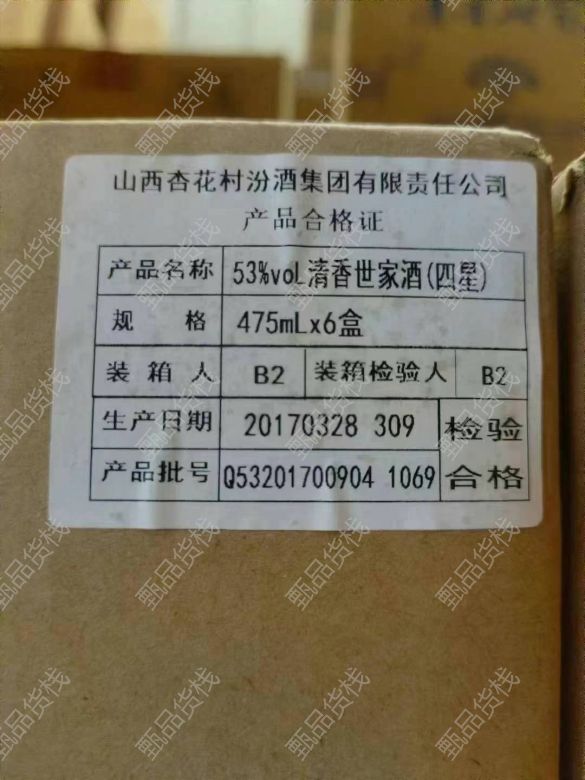 山西杏花村汾酒集团有限责任公司
产品合格证
产品名称 53%voL清香世家酒(四星)
规 格 475mLx6盒
装箱人 B2 装箱检验人 B2
生产日期 20170328 309 检验
产品批号 Q53201700904 1069 合格
甄品货栈